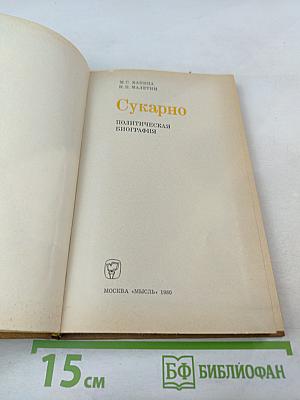 М. С. КАПИЦА
Н. П. МАЛЕТИН
Сукарно
ПОЛИТИЧЕСКАЯ
БИОГРАФИЯ
МОСКВА «МЫСЛЬ» 1980
15 см
БФ БИБЛИОФАН